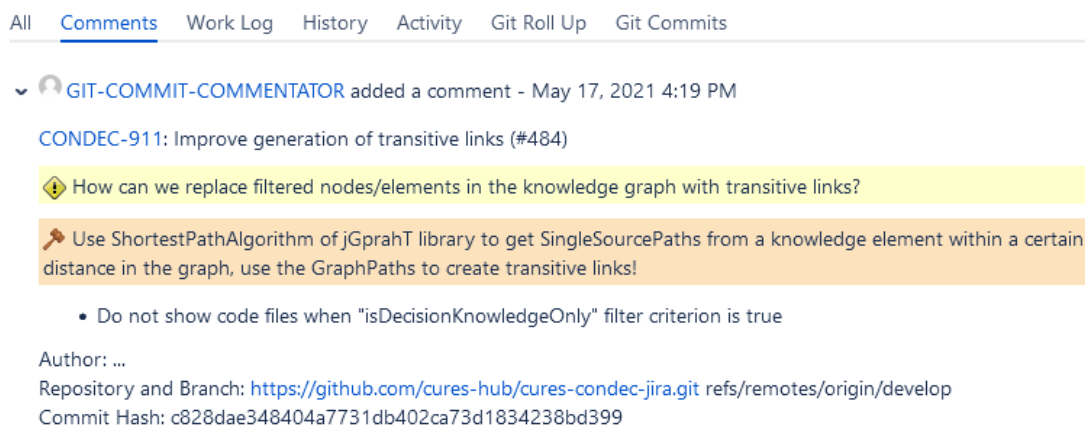 All Comments Work Log History Activity Git Roll Up Git Commits
GIT-COMMIT-COMMENTATOR added a comment - May 17, 2021 4:19 PM
CONDEC-911: Improve generation of transitive links (#484)
How can we replace filtered nodes/elements in the knowledge graph with transitive links?
Use ShortestPathAlgorithm of jGprahT library to get SingleSourcePaths from a knowledge element within a certain
distance in the graph, use the GraphPaths to create transitive links!
• Do not show code files when "isDecisionKnowledgeOnly" filter criterion is true
Author: ...
Repository and Branch: https://github.com/cures-hub/cures-condec-jira.git refs/remotes/origin/develop
Commit Hash: c828dae348404a7731db402ca73d1834238bd399